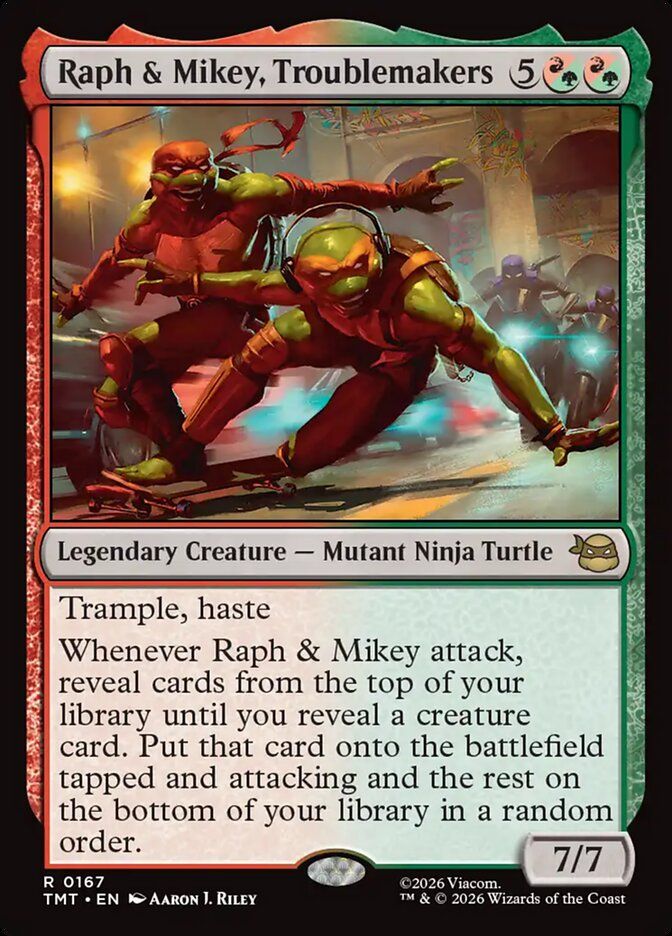 Raph & Mikey, Troublemakers 5
Legendary Creature — Mutant Ninja Turtle
Trample, haste
Whenever Raph & Mikey attack,
reveal cards from the top of your
library until you reveal a creature
card. Put that card onto the battlefield
tapped and attacking and the rest on
the bottom of your library in a random
order.
7/7
R 0167
TMT • EN Aaron J. Riley
©2026 Viacom.
™ & © 2026 Wizards of the Coast